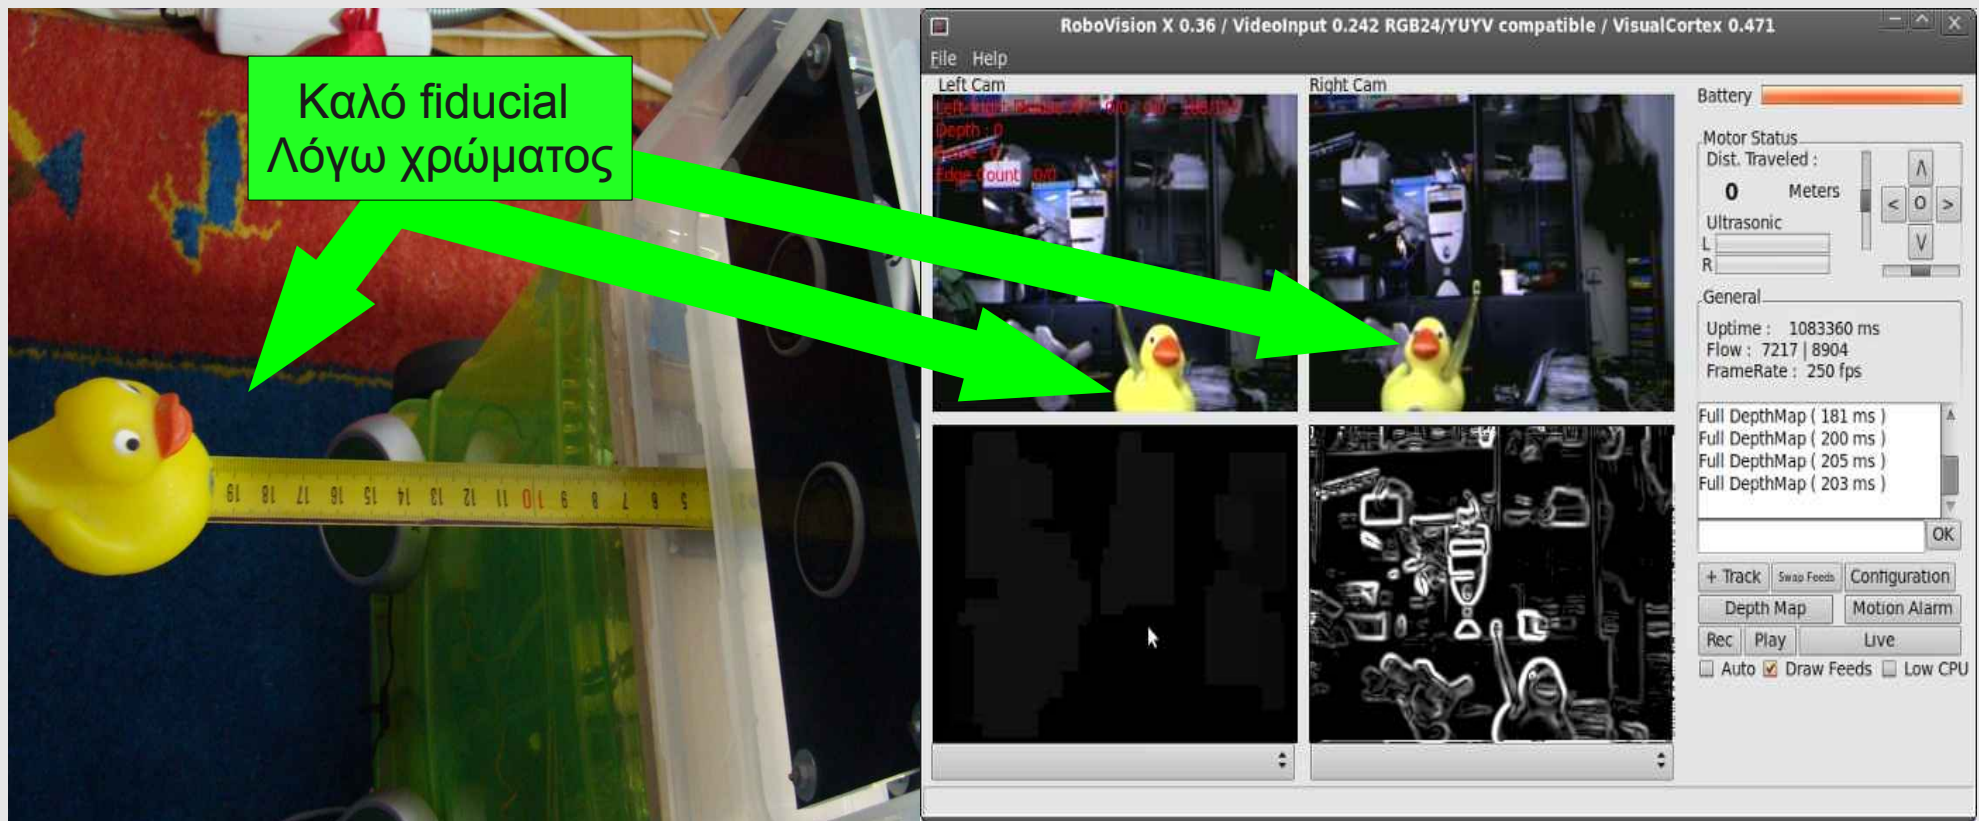 Καλό fiducial
Λόγω χρώματος
19 18 17 16 15 14 13 12 11 10 9 8 7 6 5
RoboVision X 0.36 / VideoInput 0.242 RGB24/YUYV compatible / VisualCortex 0.471
File Help
Left Cam
Right Cam
Depth : 0
Edge Count : 0/0
Battery
Motor Status
Dist. Traveled :
0 Meters
Ultrasonic
L
R
Λ
< O >
V
General
Uptime : 1083360 ms
Flow : 7217 | 8904
FrameRate : 250 fps
Full DepthMap ( 181 ms )
Full DepthMap ( 200 ms )
Full DepthMap ( 205 ms )
Full DepthMap ( 203 ms )
OK
+ Track Swap Feeds Configuration
Depth Map Motion Alarm
Rec Play Live
Auto Draw Feeds Low CPU